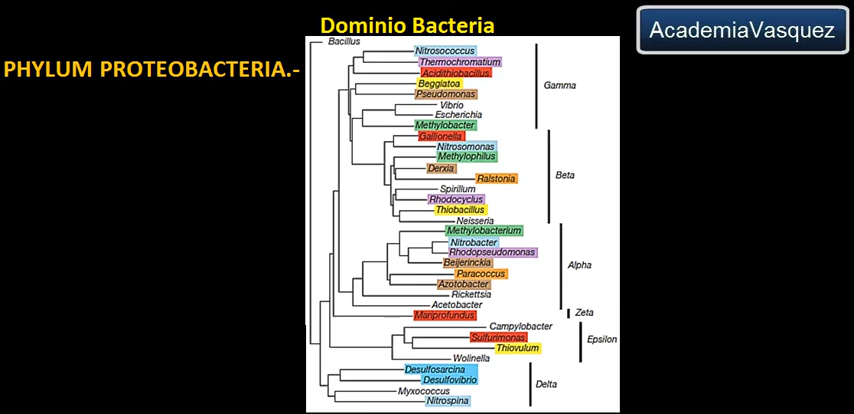 Dominio Bacteria
AcademiaVasquez
PHYLUM PROTEOBACTERIA.-
Bacillus
Nitrosococcus
Thermochromatium
Acidithiobacillus
Beggiatoa
Pseudomonas
Vibrio
Escherichia
Methylobacter
Gamma
Gallionella
Nitrosomonas
Methylophilus
Derxia
Ralstonia
Spirillum
Rhodocyclus
Thiobacillus
Neisseria
Beta
Methylobacterium
Nitrobacter
Rhodopseudomonas
Beijerinckia
Paracoccus
Azotobacter
Rickettsia
Acetobacter
Alpha
Mariprofundus
Zeta
Campylobacter
Sulfurimonas
Thiovulum
Wolinella
Epsilon
Desulfosarcina
Desulfovibrio
Myxococcus
Nitrospina
Delta